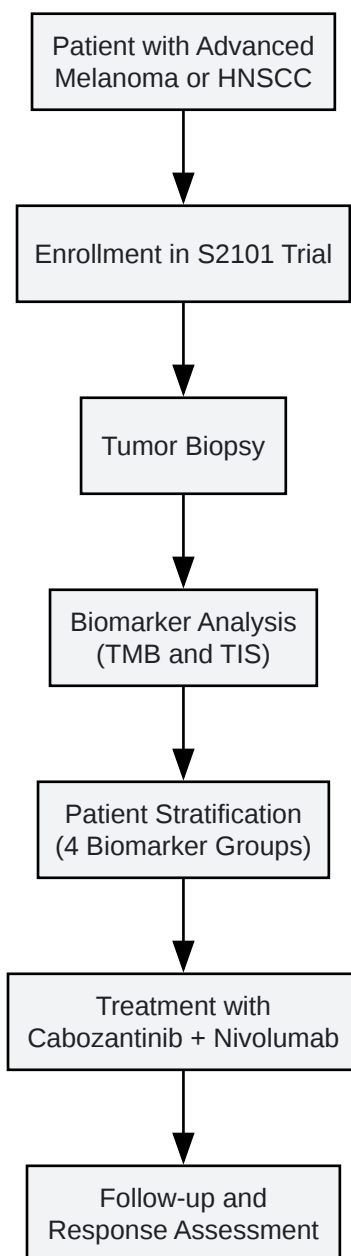 Patient with Advanced
Melanoma or HNSCC
Enrollment in S2101 Trial
Tumor Biopsy
Biomarker Analysis
(TMB and TIS)
Patient Stratification
(4 Biomarker Groups)
Treatment with
Cabozantinib + Nivolumab
Follow-up and
Response Assessment